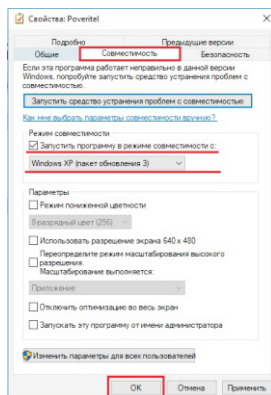 Свойства: Poveritel
Подробно Предыдущие версии
Общие Совместимость Безопасность
Если эта программа работает неправильно в данной версии
Windows, попробуйте запустить средство устранения проблем с
совместимостью.
Запустить средство устранения проблем с совместимостью
Как мне выбрать параметры совместимости вручную?
Режим совместимости
Запустить программу в режиме совместимости с:
Windows XP (пакет обновления 3)
Параметры
Режим пониженной цветности
8-разрядный цвет (256)
Использовать разрешение экрана 640 x 480
Переопределите режим масштабирования высокого
разрешения.
Масштабирование выполняется:
Приложение
Отключить оптимизацию во весь экран
Запускать эту программу от имени администратора
Изменить параметры для всех пользователей
OK Отмена Применить